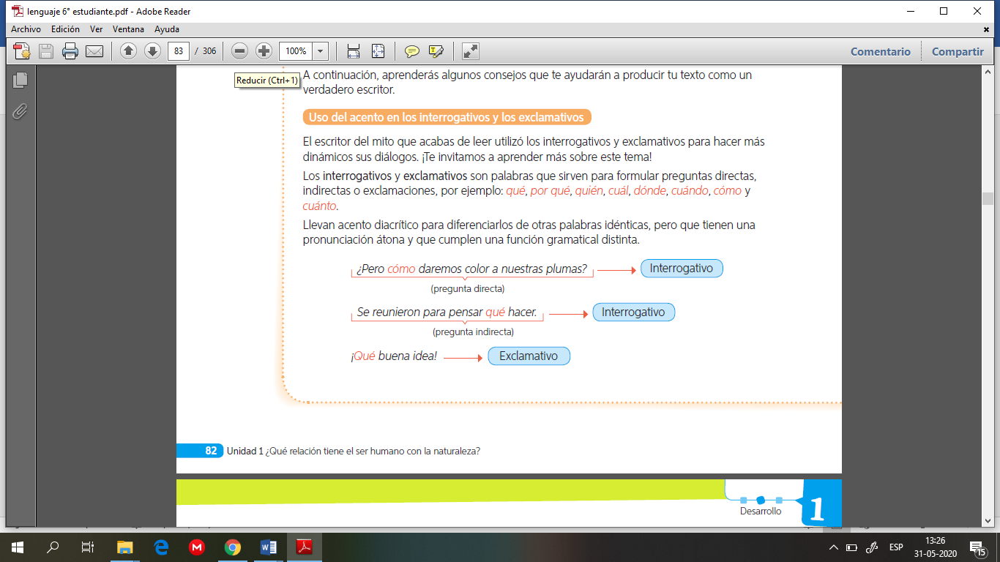 lenguaje 6° estudiante.pdf - Adobe Reader
Archivo Edición Ver Ventana Ayuda
83 / 306 100% Comentario Compartir
Reducir (Ctrl+1)
A continuación, aprenderás algunos consejos que te ayudarán a producir tu texto como un
verdadero escritor.
Uso del acento en los interrogativos y los exclamativos
El escritor del mito que acabas de leer utilizó los interrogativos y exclamativos para hacer más
dinámicos sus diálogos. ¡Te invitamos a aprender más sobre este tema!
Los interrogativos y exclamativos son palabras que sirven para formular preguntas directas,
indirectas o exclamaciones, por ejemplo: qué, por qué, quién, cuál, dónde, cuándo, cómo y
cuánto.
Llevan acento diacrítico para diferenciarlos de otras palabras idénticas, pero que tienen una
pronunciación átona y que cumplen una función gramatical distinta.
¿Pero cómo daremos color a nuestras plumas? Interrogativo
(pregunta directa)
Se reunieron para pensar qué hacer. Interrogativo
(pregunta indirecta)
¡Qué buena idea! Exclamativo
82 Unidad 1 ¿Qué relación tiene el ser humano con la naturaleza?
Desarrollo 1
ESP 13:26
31-05-2020 15